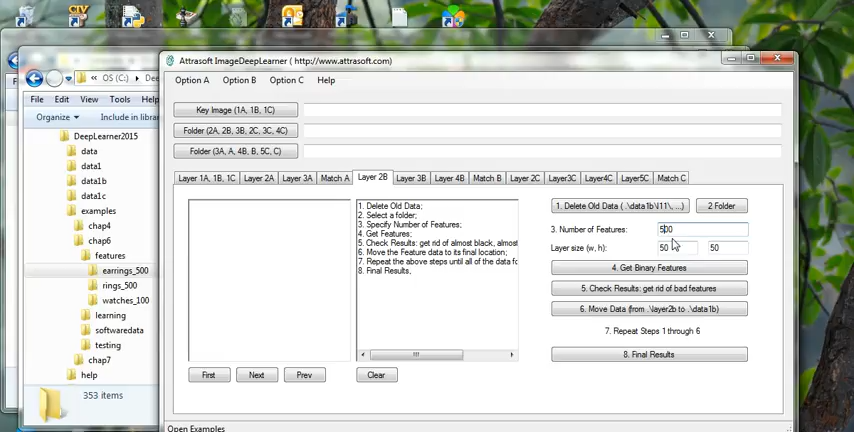 data
Python
Attrasoft ImageDeepLearner ( http://www.attrasoft.com)
Option A Option B Option C Help
OS (C:) Dee
File Edit View Tools
Organize Include in libra
DeepLearner2015
data
data1
data1b
data1c
examples
chap4
chap6
features
earrings_500
rings_500
watches_100
learning
softwaredata
testing
chap7
help
353 items
Key Image (1A, 1B, 1C)
Folder (2A, 2B, 3B, 2C, 3C, 4C)
Folder (3A, A, 4B, B, 5C, C)
Layer 1A, 1B, 1C Layer 2A Layer 3A Match A Layer 2B Layer 3B Layer 4B Match B Layer 2C Layer3C Layer4C Layer5C Match C
1. Delete Old Data;
2. Select a folder;
3. Specify Number of Features;
4. Get Features;
5. Check Results: get rid of almost black, almost
6. Move the Feature data to its final location;
7. Repeat the above steps until all of the data fo
8. Final Results,
First Next Prev Clear
1. Delete Old Data ( .\data1b\l11\, ...) 2 Folder
3. Number of Features: 500
Layer size (w, h): 50 50
4. Get Binary Features
5. Check Results: get rid of bad features
6. Move Data (from .\layer2b to .\data1b)
7. Repeat Steps 1 through 6
8. Final Results
Open Examples